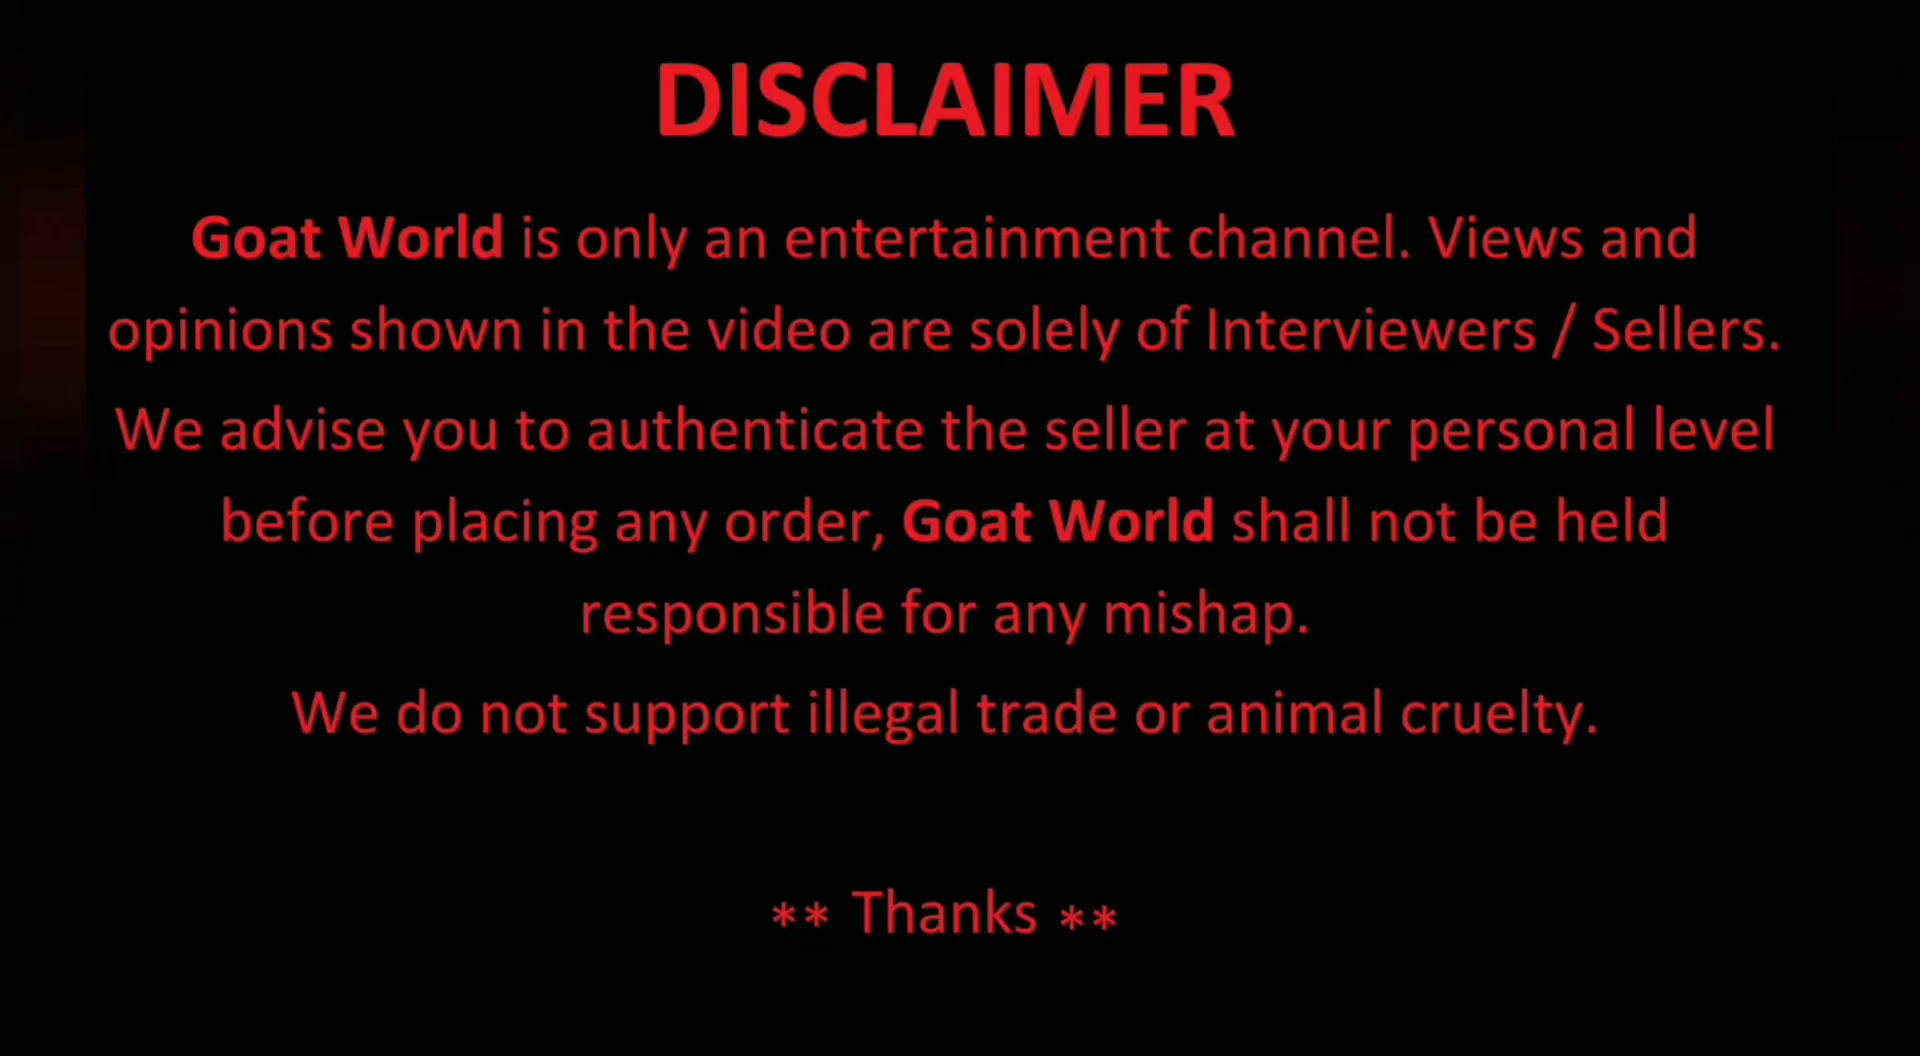 DISCLAIMER
Goat World is only an entertainment channel. Views and
opinions shown in the video are solely of Interviewers / Sellers.
We advise you to authenticate the seller at your personal level
before placing any order, Goat World shall not be held
responsible for any mishap.
We do not support illegal trade or animal cruelty.
** Thanks **